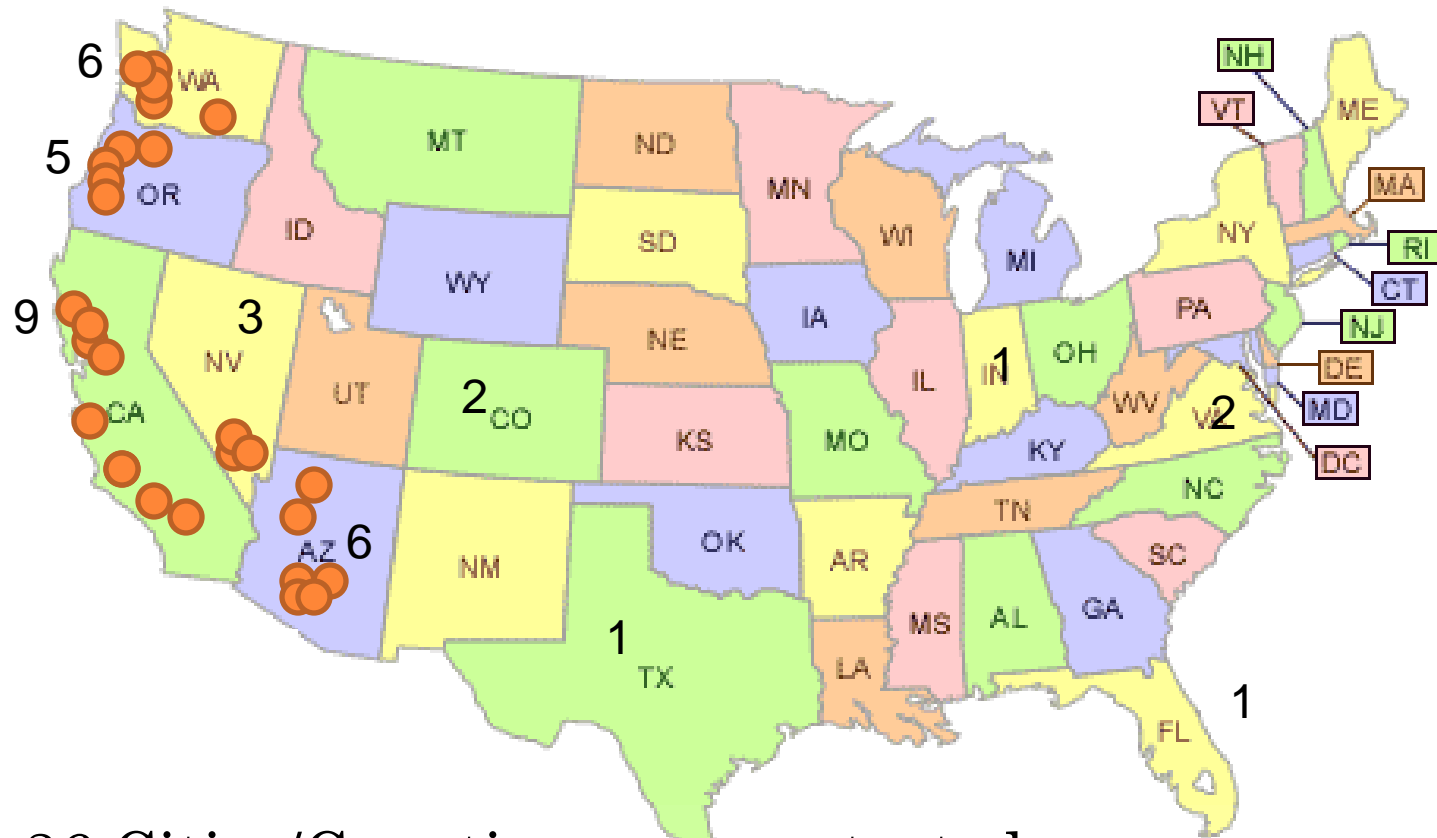 6
WA
5
OR
9
CA
3
NV
ID
MT
WY
UT
2
CO
AZ
6
NM
ND
SD
NE
KS
OK
1
TX
MN
IA
MO
AR
LA
WI
IL
MI
IN
1
OH
KY
TN
MS
AL
GA
FL
1
SC
NC
VA
2
WV
PA
NY
VT
NH
ME
MA
RI
CT
NJ
DE
MD
DC